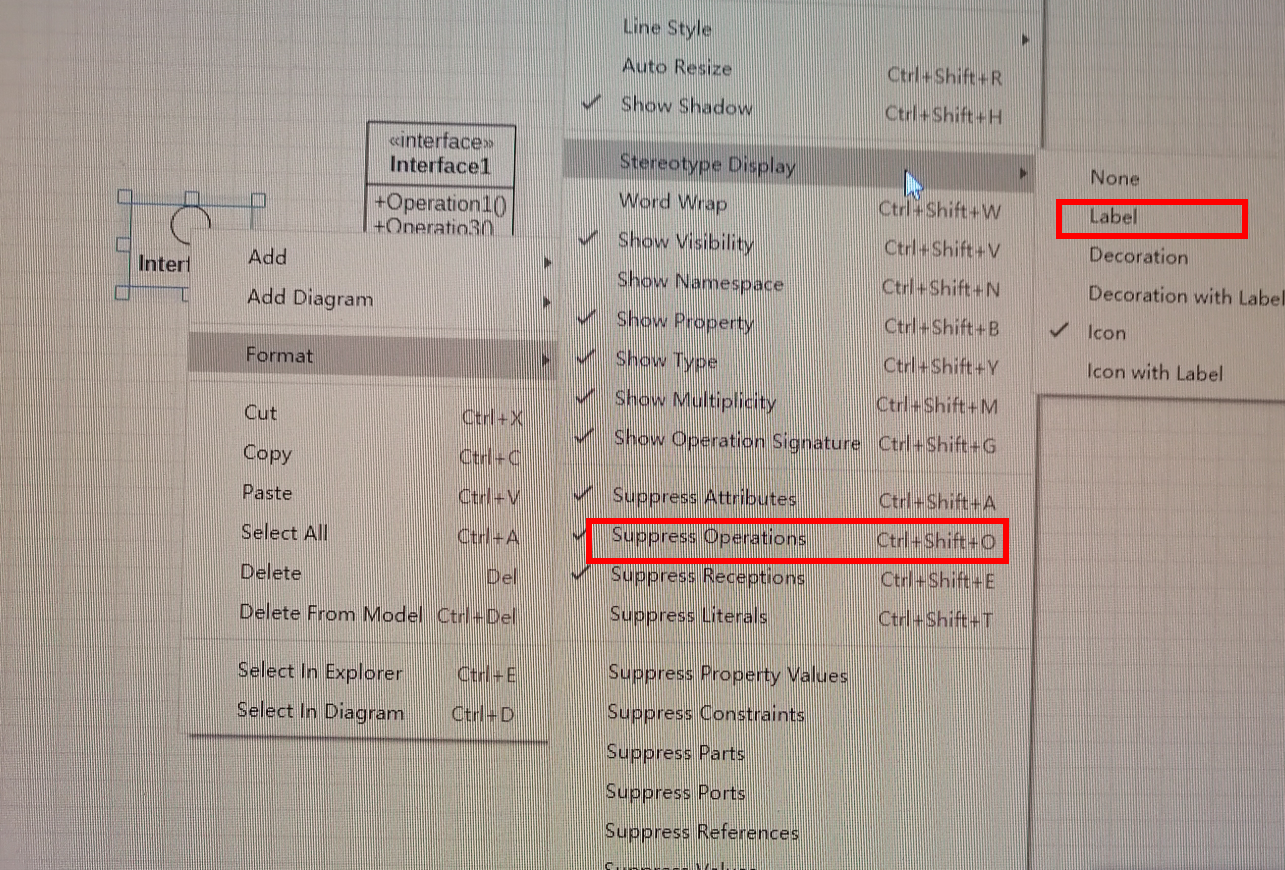 «interface»
Interface1
+Operation1()
+Operatio3()
Interf
Add
Add Diagram
Format
Cut Ctrl+X
Copy Ctrl+C
Paste Ctrl+V
Select All Ctrl+A
Delete Del
Delete From Model Ctrl+Del
Select In Explorer Ctrl+E
Select In Diagram Ctrl+D
Line Style
Auto Resize Ctrl+Shift+R
Show Shadow Ctrl+Shift+H
Stereotype Display
Word Wrap Ctrl+Shift+W
Show Visibility Ctrl+Shift+V
Show Namespace Ctrl+Shift+N
Show Property Ctrl+Shift+B
Show Type Ctrl+Shift+Y
Show Multiplicity Ctrl+Shift+M
Show Operation Signature Ctrl+Shift+G
Suppress Attributes Ctrl+Shift+A
Suppress Operations Ctrl+Shift+O
Suppress Receptions Ctrl+Shift+E
Suppress Literals Ctrl+Shift+T
Suppress Property Values
Suppress Constraints
Suppress Parts
Suppress Ports
Suppress References
Suppress Values
None
Label
Decoration
Decoration with Label
Icon
Icon with Label